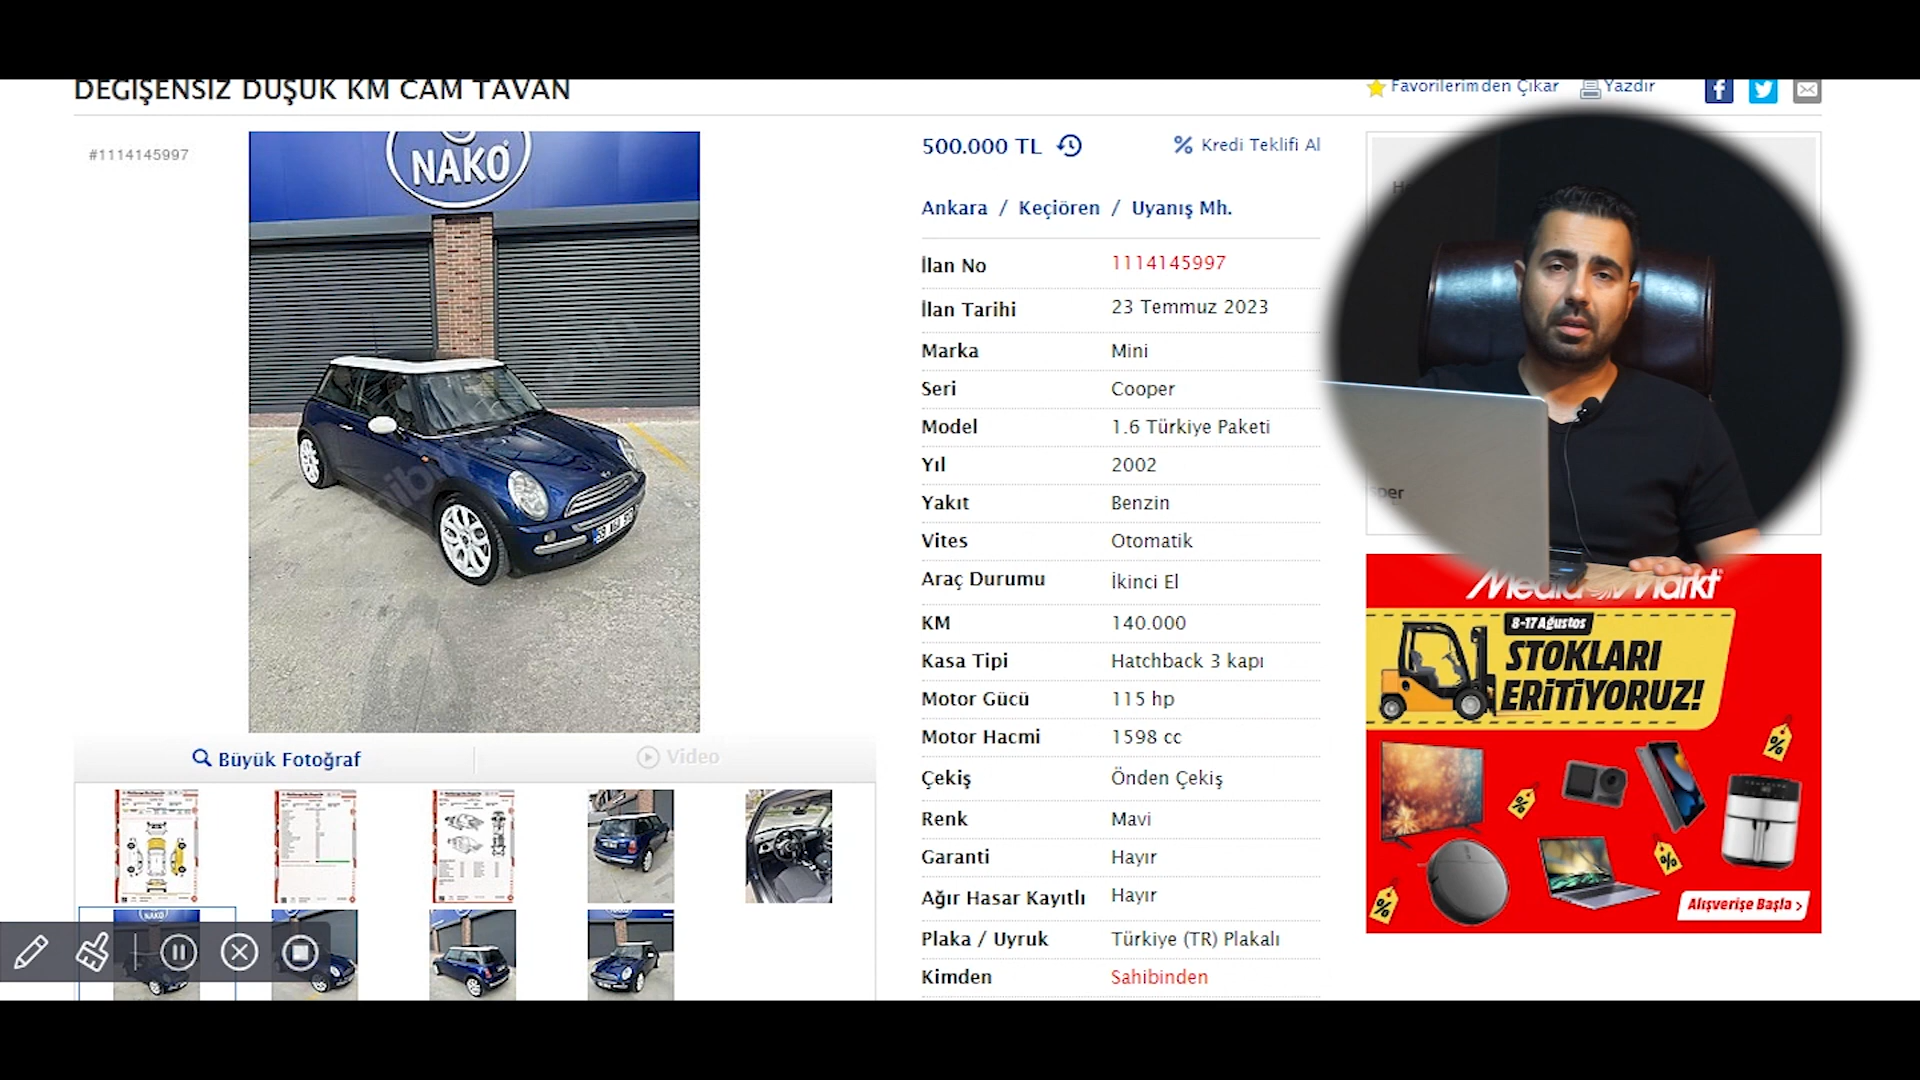 DEĞİŞENSİZ DÜŞÜK KM CAM TAVAN
Favorilerimden Çıkar
Yazdır
#1114145997
NAKO
500.000 TL
% Kredi Teklifi Al
Ankara / Keçiören / Uyanış Mh.
İlan No 1114145997
İlan Tarihi 23 Temmuz 2023
Marka Mini
Seri Cooper
Model 1.6 Türkiye Paketi
Yıl 2002
Yakıt Benzin
Vites Otomatik
Araç Durumu İkinci El
KM 140.000
Kasa Tipi Hatchback 3 kapı
Motor Gücü 115 hp
Motor Hacmi 1598 cc
Çekiş Önden Çekiş
Renk Mavi
Garanti Hayır
Ağır Hasar Kayıtlı Hayır
Plaka / Uyruk Türkiye (TR) Plakalı
Kimden Sahibinden
Büyük Fotoğraf
Video
NAKO
Media Markt
8-17 Ağustos
STOKLARI
ERİTİYORUZ!
%
%
%
%
Alışverişe Başla >